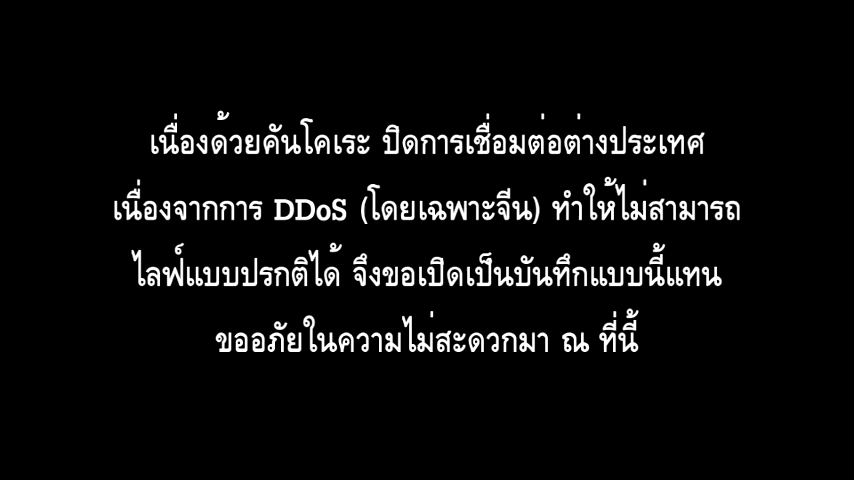 เนื่องด้วยคันโคเระ ปิดการเชื่อมต่อต่างประเทศ
เนื่องจากการ DDoS (โดยเฉพาะจีน) ทำให้ไม่สามารถ
ไลฟ์แบบปรกติได้ จึงขอเปิดเป็นบันทึกแบบนี้แทน
ขออภัยในความไม่สะดวกมา ณ ที่นี้